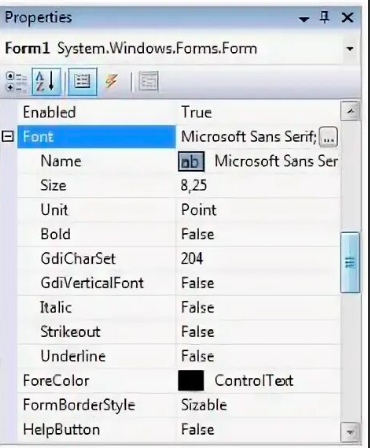 Properties
Form1 System.Windows.Forms.Form
Enabled True
Font Microsoft Sans Serif; ...
Name ab Microsoft Sans Ser
Size 8,25
Unit Point
Bold False
GdiCharSet 204
GdiVerticalFont False
Italic False
Strikeout False
Underline False
ForeColor ControlText
FormBorderStyle Sizable
HelpButton False